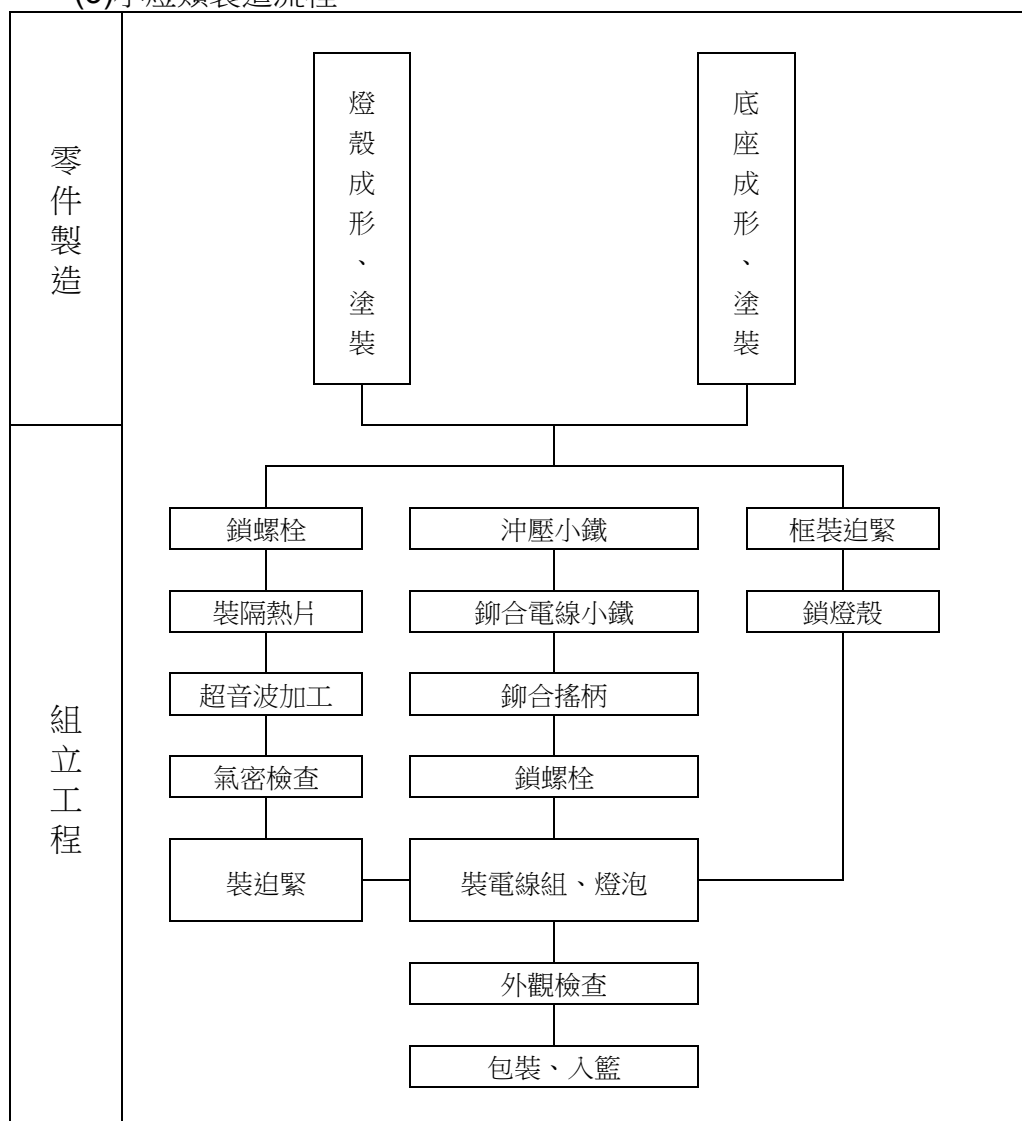 零件製造
燈殼成形、塗裝
底座成形、塗裝
組立工程
鎖螺栓
沖壓小鐵
框裝迫緊
裝隔熱片
鉚合電線小鐵
鎖燈殼
超音波加工
鉚合搖柄
氣密檢查
鎖螺栓
裝迫緊
裝電線組、燈泡
外觀檢查
包裝、入籃